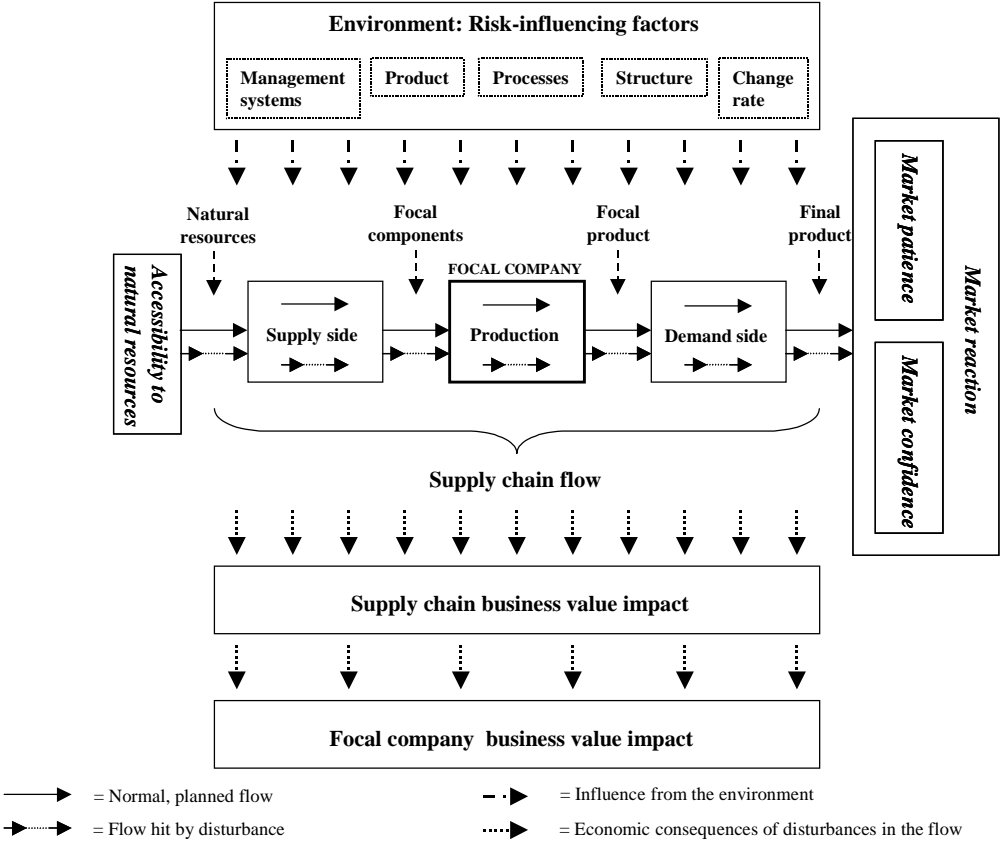 Environment: Risk-influencing factors
Management
systems
Product
Processes
Structure
Change
rate
Natural
resources
Focal
components
Focal
product
Final
product
FOCAL COMPANY
Accessibility to
natural resources
Supply side
Production
Demand side
Market patience
Market confidence
Market reaction
Supply chain flow
Supply chain business value impact
Focal company business value impact
= Normal, planned flow
= Influence from the environment
= Flow hit by disturbance
= Economic consequences of disturbances in the flow